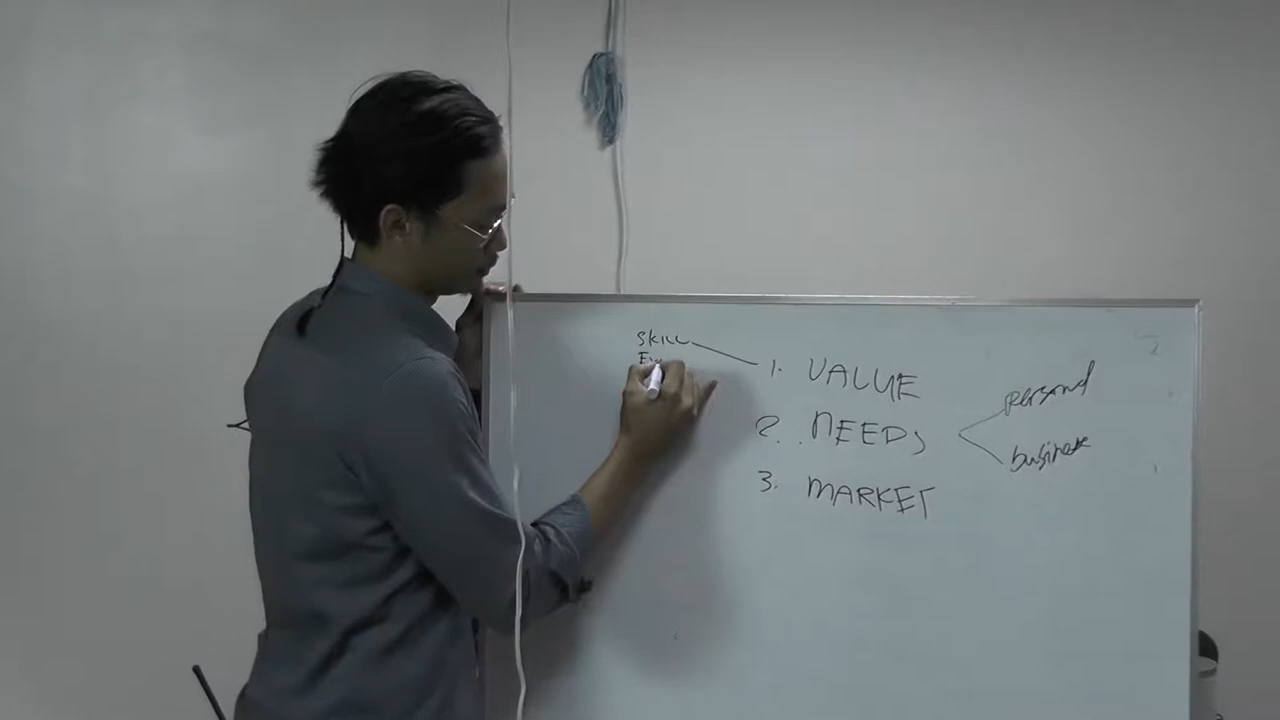 SKILL
1. VALUE
2. NEEDS
personal
business
3. MARKET